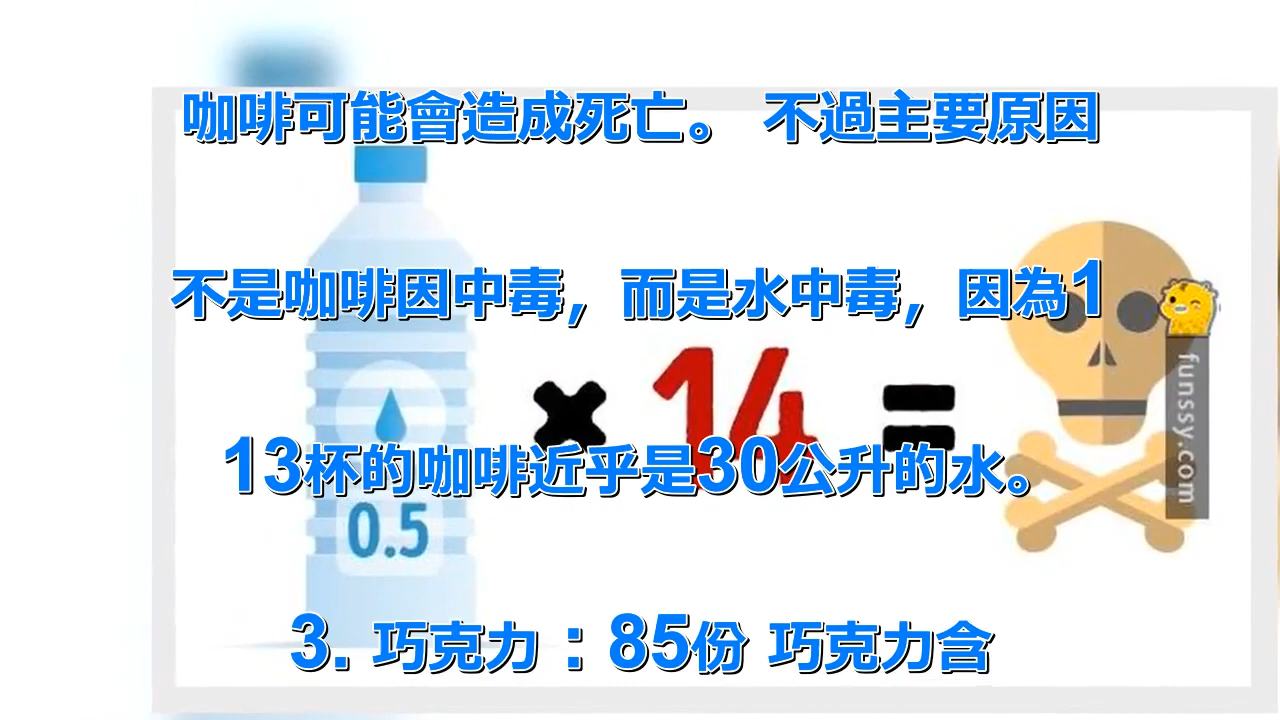 咖啡可能會造成死亡。 不過主要原因
不是咖啡因中毒，而是水中毒，因為1
13杯的咖啡近乎是30公升的水。
3. 巧克力：85份 巧克力含
× 14 =
0.5
funssy.com